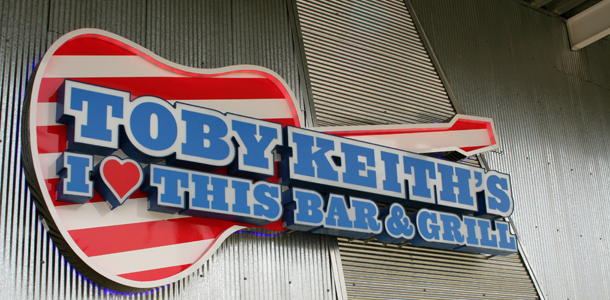 TOBY KEITH'S
I ♥ THIS BAR & GRILL